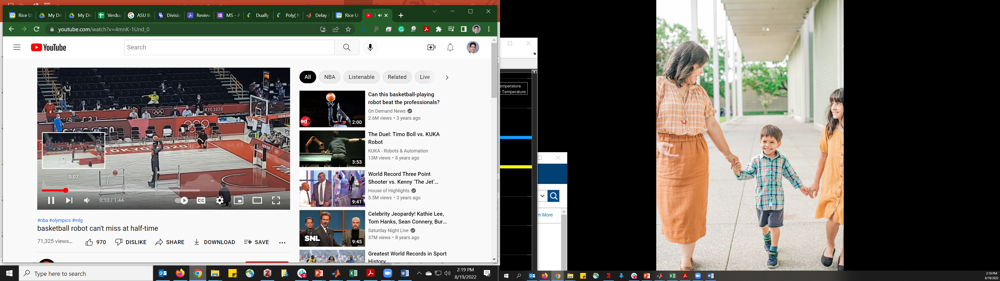 Rice U
My Dri
My Dri
Verduz
ASU B
Divisio
Review
MS - A
Dually
Poly( N
Delay i
Rice U
youtube.com/watch?v=4mnK-1Und_0
YouTube
Search
All
NBA
Listenable
Related
Live
TOKYO 2020
TOKYO 2020
0:07
0:10 / 1:44
CC
#nba #olympics #mlg
basketball robot can't miss at half-time
71,325 views...
970
DISLIKE
SHARE
DOWNLOAD
SAVE
2:00
Can this basketball-playing
robot beat the professionals?
On Demand News
2.6M views • 3 years ago
3:53
The Duel: Timo Boll vs. KUKA
Robot
KUKA - Robots & Automation
13M views • 8 years ago
9:41
World Record Three Point
Shooter vs. Kenny ‘The Jet’...
House of Highlights
5.5M views • 3 years ago
SNL
9:45
Celebrity Jeopardy! Kathie Lee,
Tom Hanks, Sean Connery, Bur...
Saturday Night Live
37M views • 8 years ago
Greatest World Records in Sport
History
emperature
r Temperature
rn More
Type here to search
2:19 PM
8/19/2022
2:19 PM
8/19/2022